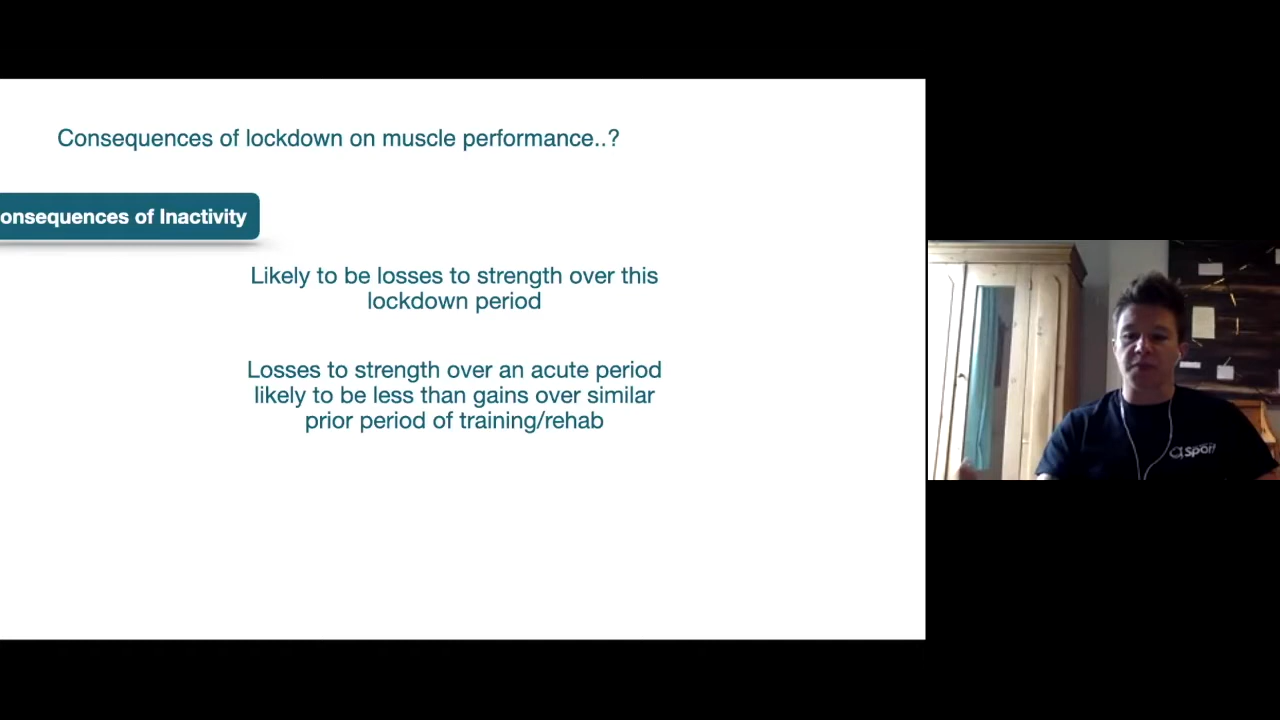 Consequences of lockdown on muscle performance..?
onsequences of Inactivity
Likely to be losses to strength over this
lockdown period
Losses to strength over an acute period
likely to be less than gains over similar
prior period of training/rehab
Sport